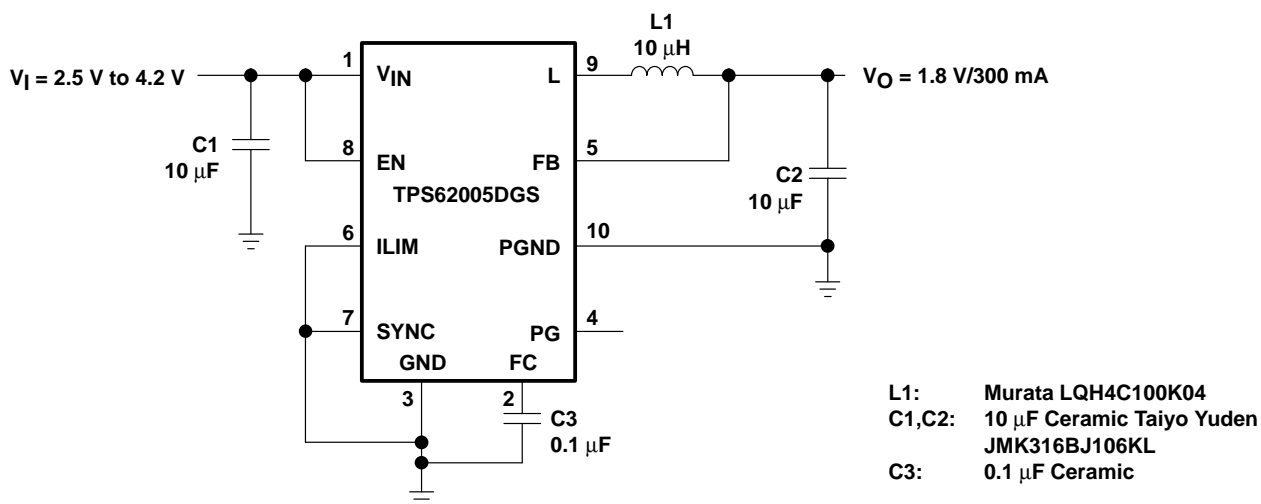 L1
10 μH
VI = 2.5 V to 4.2 V
1
VIN
L
9
VO = 1.8 V/300 mA
C1
10 μF
8
EN
FB
5
C2
10 μF
TPS62005DGS
6
ILIM
PGND
10
7
SYNC
PG
4
GND
FC
3
2
C3
0.1 μF
L1: Murata LQH4C100K04
C1,C2: 10 μF Ceramic Taiyo Yuden
JMK316BJ106KL
C3: 0.1 μF Ceramic